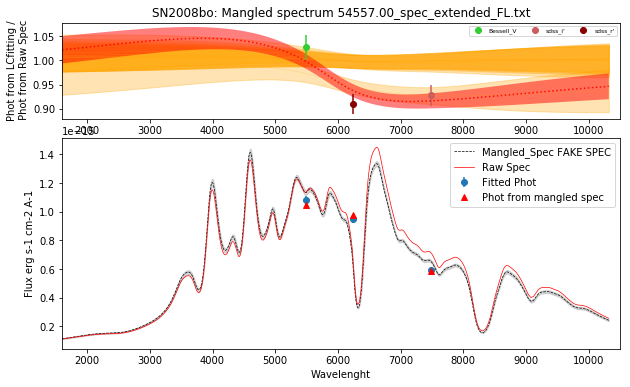 SN2008bo: Mangled spectrum 54557.00_spec_extended_FL.txt
Phot from LCfitting /
Phot from Raw Spec
1.05
1.00
0.95
0.90
Bessell_V
sdss_i'
sdss_r'
2000 3000 4000 5000 6000 7000 8000 9000 10000
1e−15
Flux erg s-1 cm-2 A-1
1.4
1.2
1.0
0.8
0.6
0.4
0.2
Mangled_Spec FAKE SPEC
Raw Spec
Fitted Phot
Phot from mangled spec
2000 3000 4000 5000 6000 7000 8000 9000 10000
Wavelenght